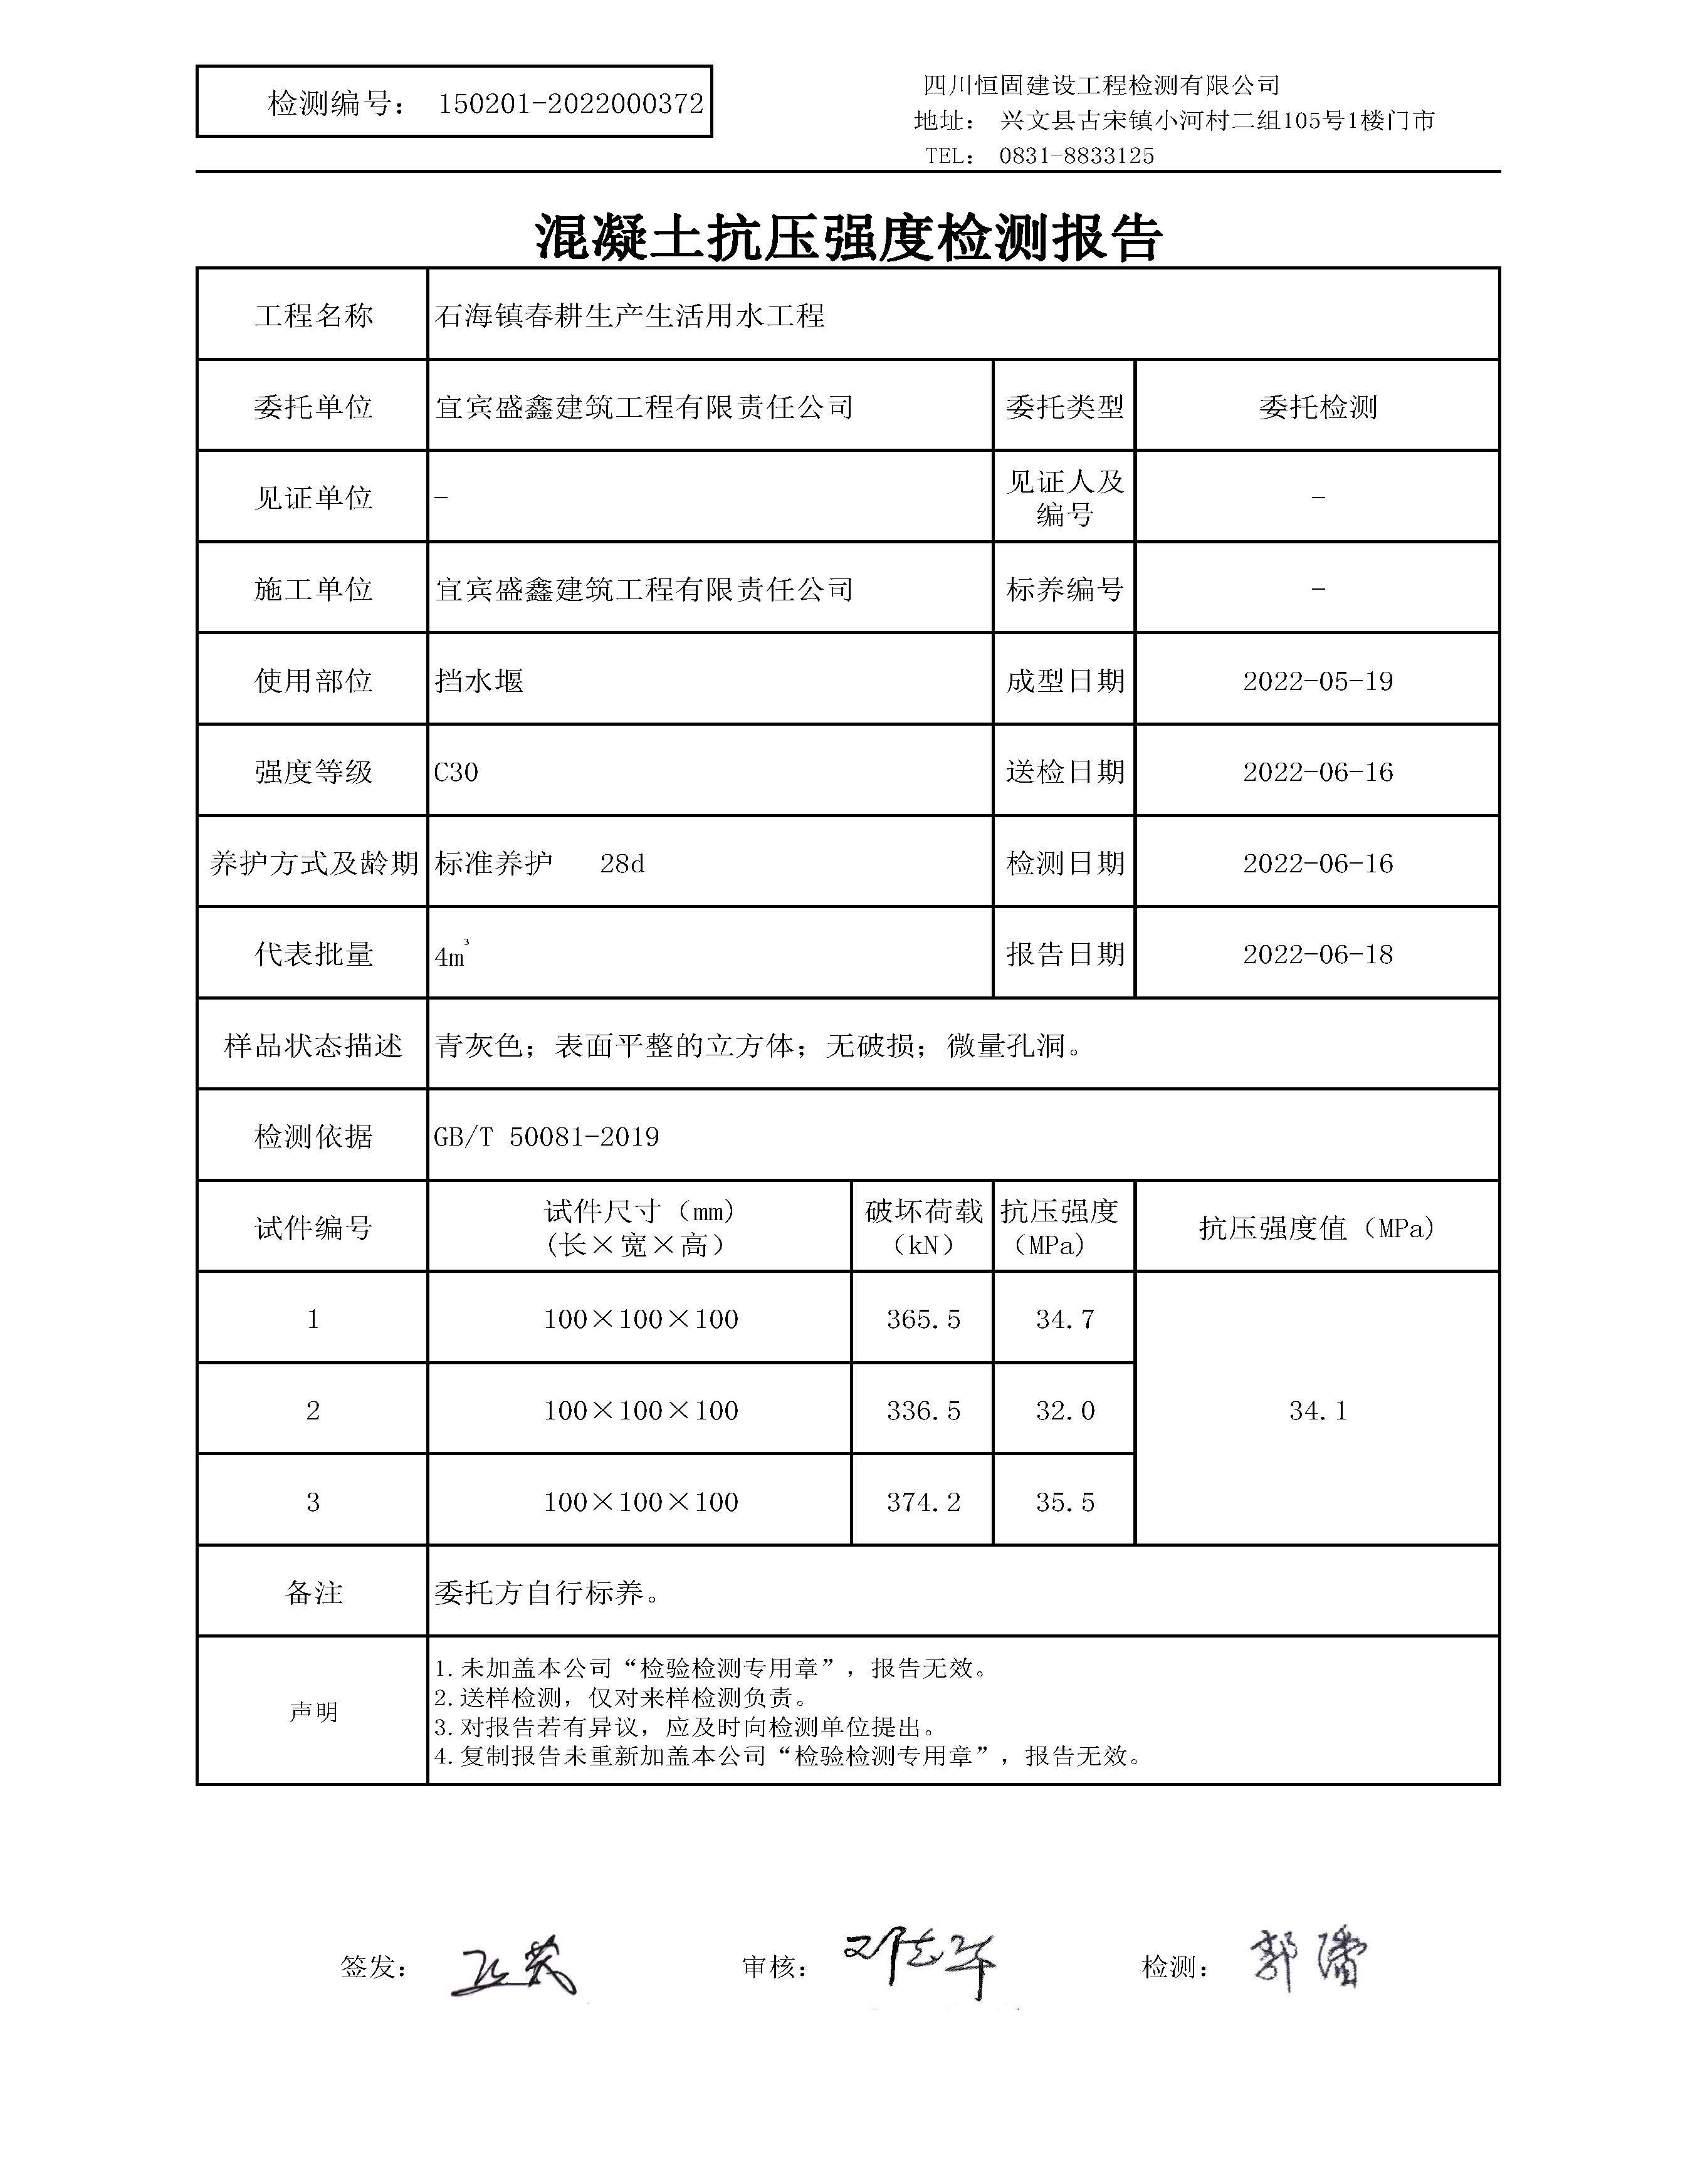 检测编号： 150201-2022000372
四川恒固建设工程检测有限公司
地址： 兴文县古宋镇小河村二组105号1楼门市
TEL： 0831-8833125
混凝土抗压强度检测报告
工程名称 石海镇春耕生产生活用水工程
委托单位 宜宾盛鑫建筑工程有限责任公司 委托类型 委托检测
见证单位 - 见证人及编号 -
施工单位 宜宾盛鑫建筑工程有限责任公司 标养编号 -
使用部位 挡水堰 成型日期 2022-05-19
强度等级 C30 送检日期 2022-06-16
养护方式及龄期 标准养护 28d 检测日期 2022-06-16
代表批量 4m³ 报告日期 2022-06-18
样品状态描述 青灰色；表面平整的立方体；无破损；微量孔洞。
检测依据 GB/T 50081-2019
试件编号 试件尺寸（mm）(长×宽×高） 破坏荷载（kN） 抗压强度（MPa) 抗压强度值（MPa)
1 100×100×100 365.5 34.7
2 100×100×100 336.5 32.0 34.1
3 100×100×100 374.2 35.5
备注 委托方自行标养。
声明
1.未加盖本公司“检验检测专用章”，报告无效。
2.送样检测，仅对来样检测负责。
3.对报告若有异议，应及时向检测单位提出。
4.复制报告未重新加盖本公司“检验检测专用章”，报告无效。
签发： 审核： 检测： 郭潘